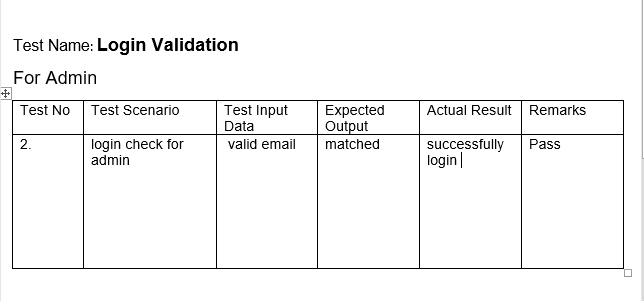 Test Name: Login Validation
For Admin
Test No Test Scenario Test Input Data Expected Output Actual Result Remarks
2. login check for admin valid email matched successfully login Pass